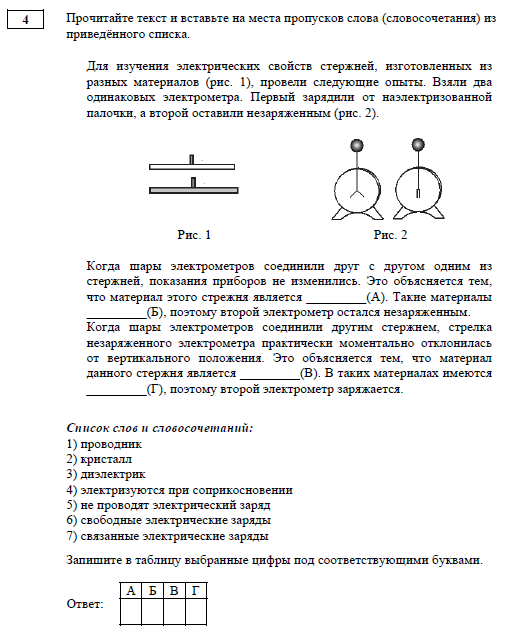 4
Прочитайте текст и вставьте на места пропусков слова (словосочетания) из
приведённого списка.
Для изучения электрических свойств стержней, изготовленных из
разных материалов (рис. 1), провели следующие опыты. Взяли два
одинаковых электрометра. Первый зарядили от наэлектризованной
палочки, а второй оставили незаряженным (рис. 2).
Рис. 1
Рис. 2
Когда шары электрометров соединили друг с другом одним из
стержней, показания приборов не изменились. Это объясняется тем,
что материал этого стрежня является _________(А). Такие материалы
_________(Б), поэтому второй электрометр остался незаряженным.
Когда шары электрометров соединили другим стержнем, стрелка
незаряженного электрометра практически моментально отклонилась
от вертикального положения. Это объясняется тем, что материал
данного стержня является _________(В). В таких материалах имеются
_________(Г), поэтому второй электрометр заряжается.
Список слов и словосочетаний:
1) проводник
2) кристалл
3) диэлектрик
4) электризуются при соприкосновении
5) не проводят электрический заряд
6) свободные электрические заряды
7) связанные электрические заряды
Запишите в таблицу выбранные цифры под соответствующими буквами.
Ответ:
А Б В Г